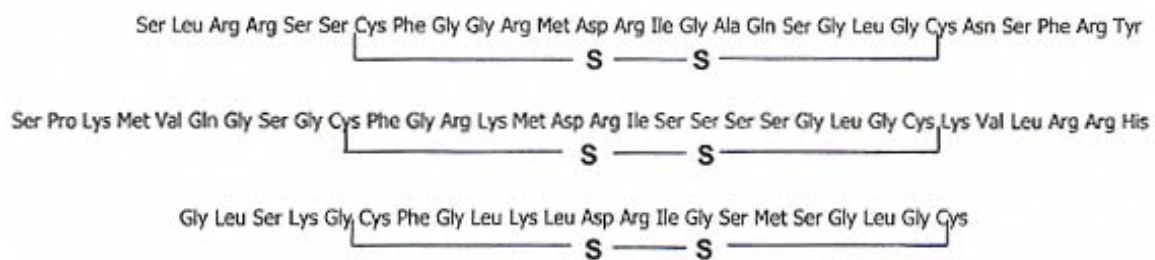 Ser Leu Arg Arg Ser Ser Cys Phe Gly Gly Arg Met Asp Arg Ile Gly Ala Gln Ser Gly Leu Gly Cys Asn Ser Phe Arg Tyr
S S
Ser Pro Lys Met Val Gln Gly Ser Gly Cys Phe Gly Arg Lys Met Asp Arg Ile Ser Ser Ser Ser Gly Leu Gly Cys Lys Val Leu Arg Arg His
S S
Gly Leu Ser Lys Gly Cys Phe Gly Leu Lys Leu Asp Arg Ile Gly Ser Met Ser Gly Leu Gly Cys
S S